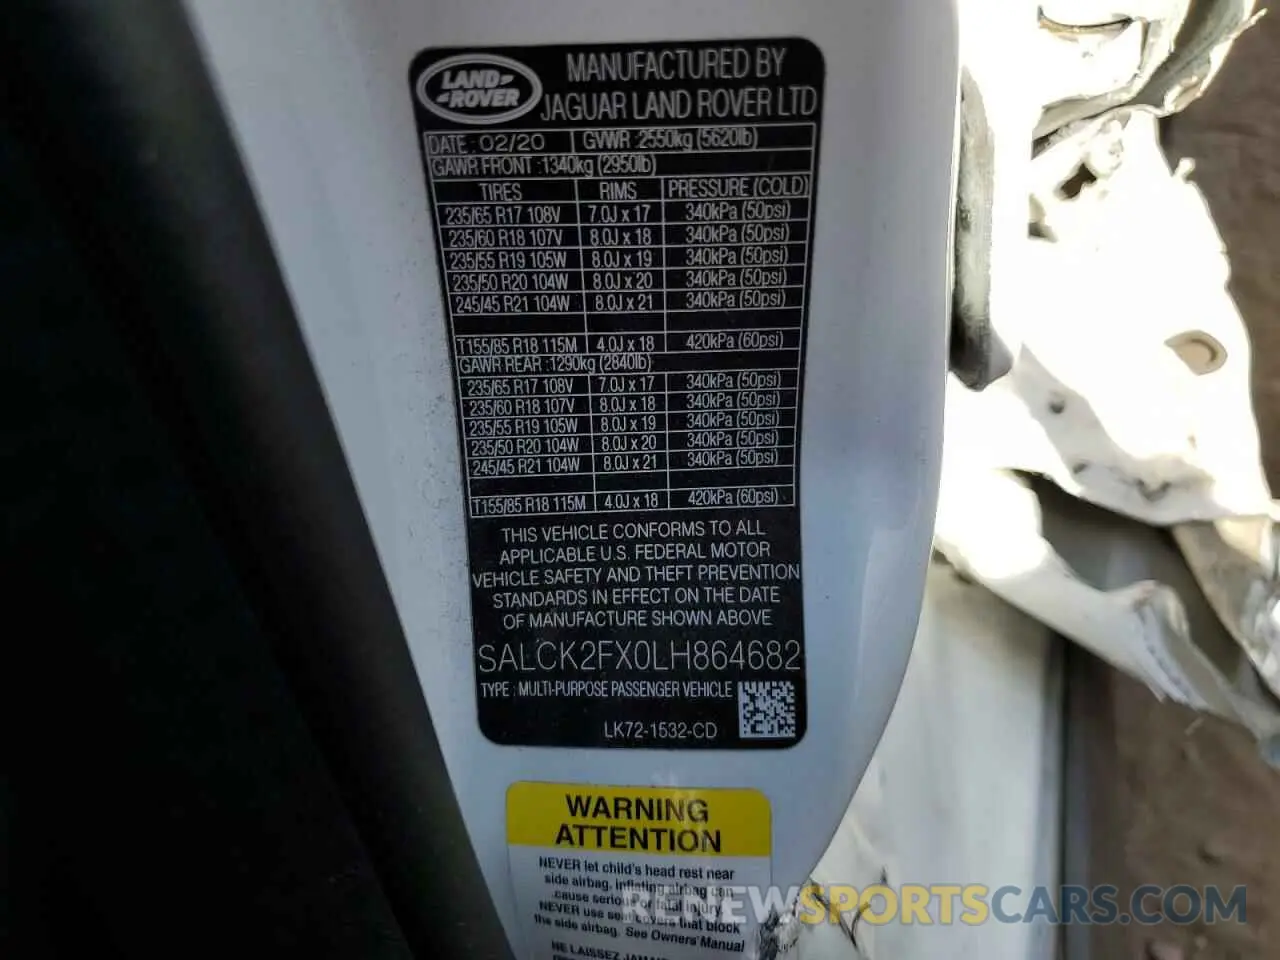 LAND ROVER
MANUFACTURED BY
JAGUAR LAND ROVER LTD
DATE : 02/20 GVWR : 2550kg (5620lb)
GAWR FRONT : 1340kg (2950lb)
TIRES RIMS PRESSURE (COLD)
235/65 R17 108V 7.0J x 17 340kPa (50psi)
235/60 R18 107V 8.0J x 18 340kPa (50psi)
235/55 R19 105W 8.0J x 19 340kPa (50psi)
235/50 R20 104W 8.0J x 20 340kPa (50psi)
245/45 R21 104W 8.0J x 21 340kPa (50psi)
T155/85 R18 115M 4.0J x 18 420kPa (60psi)
GAWR REAR : 1290kg (2840lb)
235/65 R17 108V 7.0J x 17 340kPa (50psi)
235/60 R18 107V 8.0J x 18 340kPa (50psi)
235/55 R19 105W 8.0J x 19 340kPa (50psi)
235/50 R20 104W 8.0J x 20 340kPa (50psi)
245/45 R21 104W 8.0J x 21 340kPa (50psi)
T155/85 R18 115M 4.0J x 18 420kPa (60psi)
THIS VEHICLE CONFORMS TO ALL
APPLICABLE U.S. FEDERAL MOTOR
VEHICLE SAFETY AND THEFT PREVENTION
STANDARDS IN EFFECT ON THE DATE
OF MANUFACTURE SHOWN ABOVE
SALCK2FX0LH864682
TYPE : MULTI-PURPOSE PASSENGER VEHICLE
LK72-1532-CD
WARNING
ATTENTION
NEVER let child's head rest near
side airbag, inflating airbag can
cause serious or fatal injury.
NEVER use seat covers that block
the side airbag. See Owners Manual
NE LAISSEZ JAMAIS
RENEWSPORTSCARS.COM